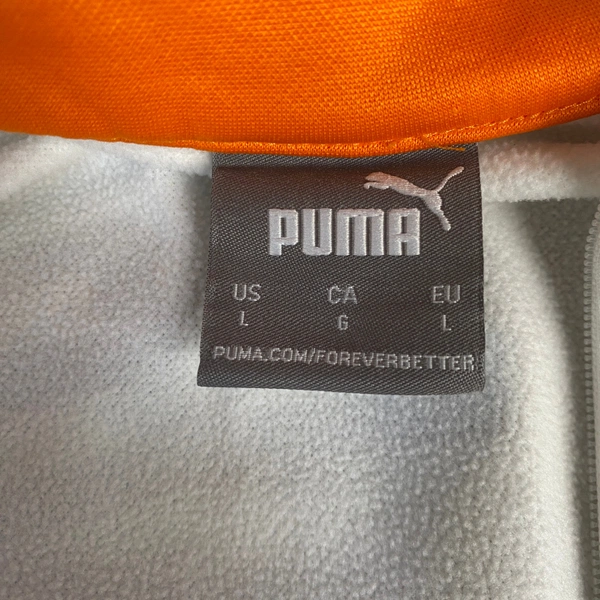 PUMA
US CA EU
L G L
PUMA.COM/FOREVERBETTER